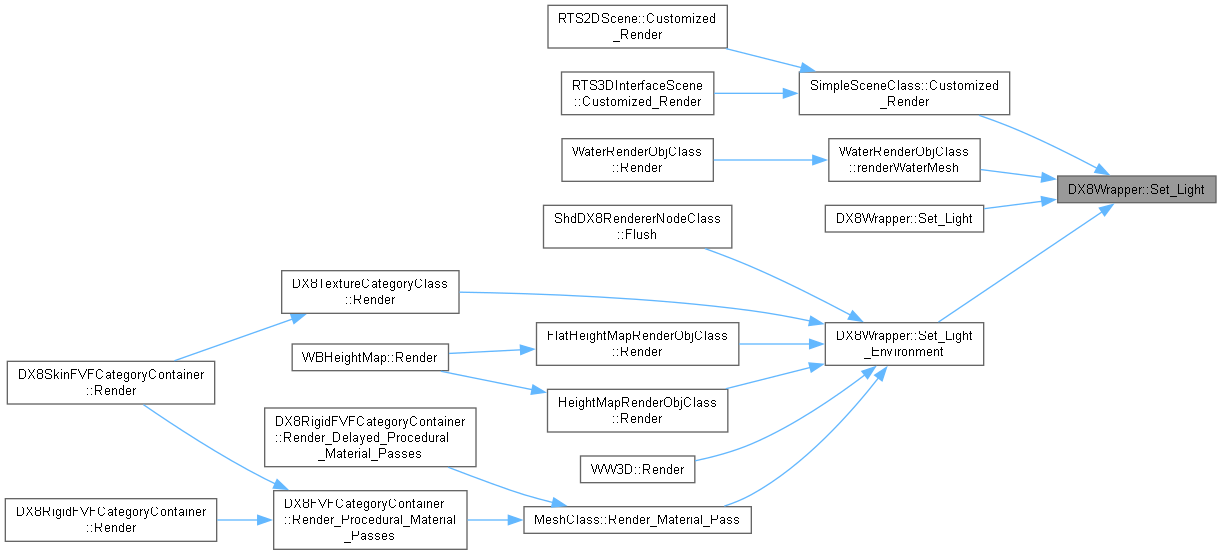 RTS2DScene::Customized
_Render
RTS3DInterfaceScene
::Customized_Render
SimpleSceneClass::Customized
_Render
WaterRenderObjClass
::Render
WaterRenderObjClass
::renderWaterMesh
DX8Wrapper::Set_Light
DX8Wrapper::Set_Light
ShdDX8RendererNodeClass
::Flush
DX8TextureCategoryClass
::Render
FlatHeightMapRenderObjClass
::Render
DX8Wrapper::Set_Light
_Environment
WBHeightMap::Render
DX8SkinFVFCategoryContainer
::Render
HeightMapRenderObjClass
::Render
DX8RigidFVFCategoryContainer
::Render_Delayed_Procedural
_Material_Passes
WW3D::Render
DX8RigidFVFCategoryContainer
::Render
DX8FVFCategoryContainer
::Render_Procedural_Material
_Passes
MeshClass::Render_Material_Pass